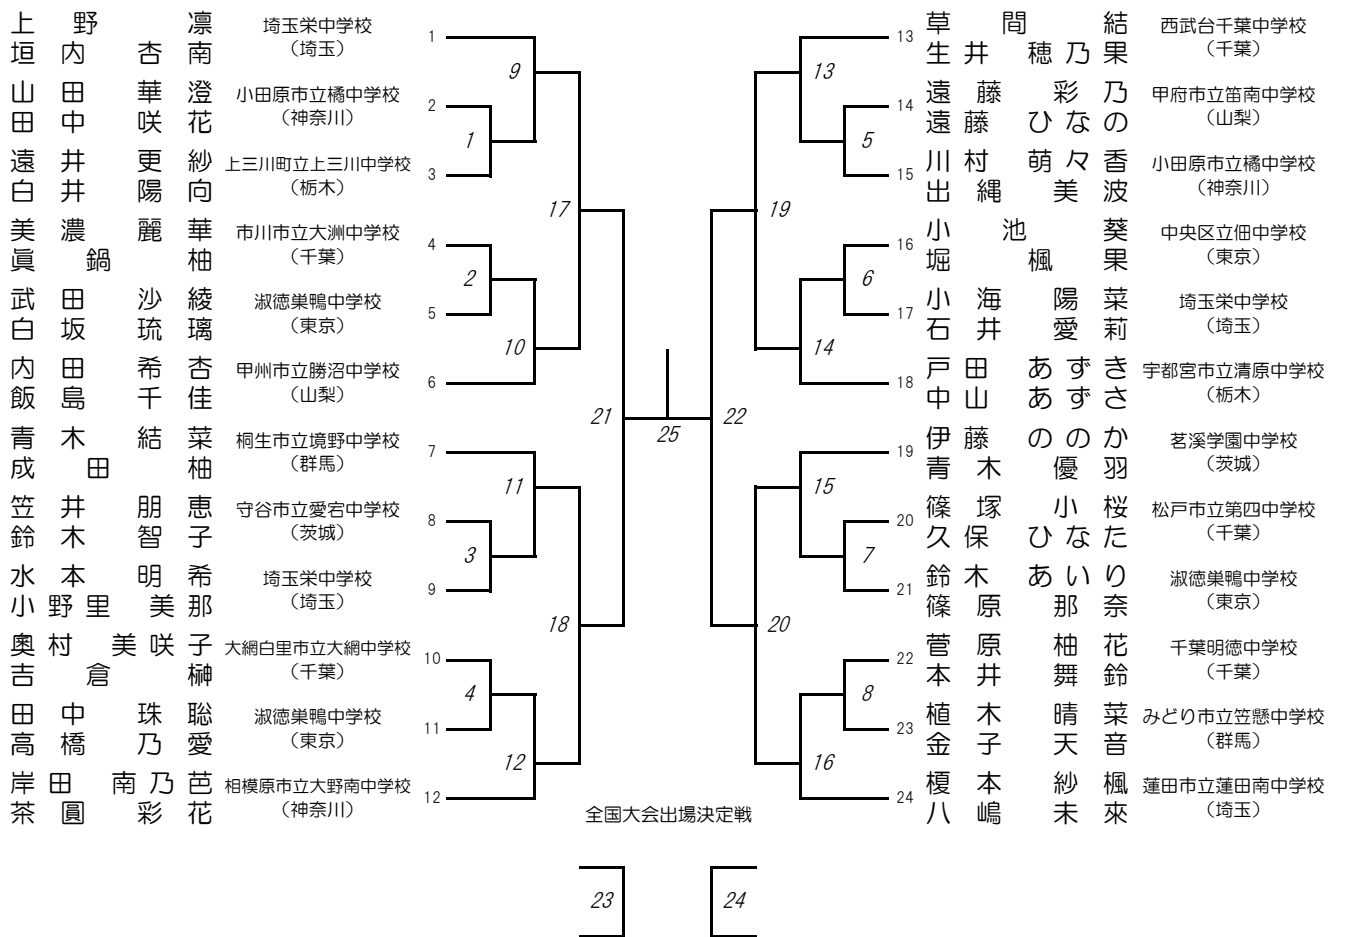 上野 凛 埼玉栄中学校 1
垣内 杏南 (埼玉)
山田 華澄 小田原市立橘中学校 2
田中 咲花 (神奈川)
遠井 更紗 上三川町立上三川中学校 3
白井 陽向 (栃木)
美濃 麗華 市川市立大洲中学校 4
眞鍋 柚 (千葉)
武田 沙綾 淑徳巣鴨中学校 5
白坂 琉璃 (東京)
内田 希杏 甲州市立勝沼中学校 6
飯島 千佳 (山梨)
青木 結菜 桐生市立境野中学校 7
成田 柚 (群馬)
笠井 朋恵 守谷市立愛宕中学校 8
鈴木 智子 (茨城)
水本 明希 埼玉栄中学校 9
小野里 美那 (埼玉)
奥村 美咲子 大網白里市立大網中学校 10
吉倉 榊 (千葉)
田中 珠聡 淑徳巣鴨中学校 11
高橋 乃愛 (東京)
岸田 南乃芭 相模原市立大野南中学校 12
茶圓 彩花 (神奈川)
9
1
17
2
10
21
11
3
18
4
12
25
13
5
19
6
14
22
15
7
20
8
16
13 草間 結 西武台千葉中学校
生井 穂乃果 (千葉)
14 遠藤 彩乃 甲府市立笛南中学校
遠藤 ひなの (山梨)
15 川村 萌々香 小田原市立橘中学校
出縄 美波 (神奈川)
16 小池 葵 中央区立佃中学校
堀 楓果 (東京)
17 小海 陽菜 埼玉栄中学校
石井 愛莉 (埼玉)
18 戸田 あずき 宇都宮市立清原中学校
中山 あずさ (栃木)
19 伊藤 ののか 茗溪学園中学校
青木 優羽 (茨城)
20 篠塚 小桜 松戸市立第四中学校
久保 ひなた (千葉)
21 鈴木 あいり 淑徳巣鴨中学校
篠原 那奈 (東京)
22 菅原 柚花 千葉明徳中学校
本井 舞鈴 (千葉)
23 植木 晴菜 みどり市立笠懸中学校
金子 天音 (群馬)
24 榎本 紗楓 蓮田市立蓮田南中学校
八嶋 未來 (埼玉)
全国大会出場決定戦
23
24